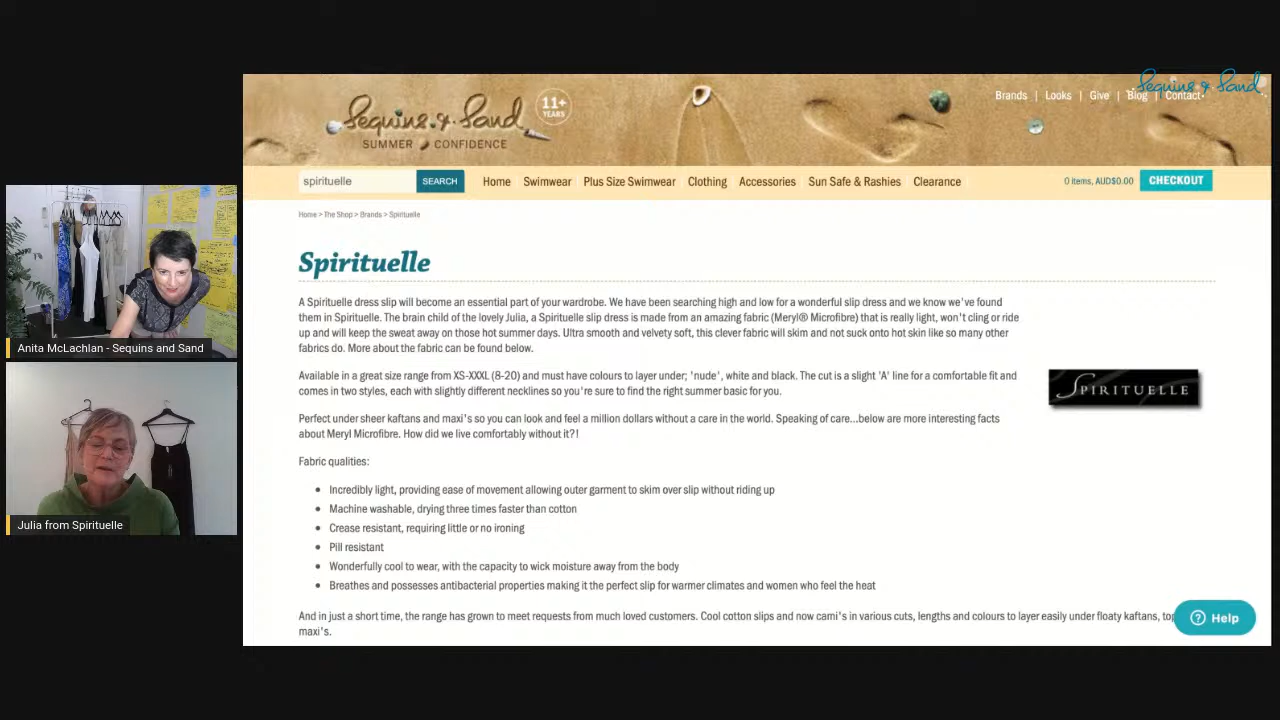 Sequins & Sand
11+
YEARS
SUMMER CONFIDENCE
Brands | Looks | Give | Blog | Contact
Sequins & Sand
spirituelle
SEARCH
Home Swimwear Plus Size Swimwear Clothing Accessories Sun Safe & Rashies Clearance
0 items, AUD$0.00
CHECKOUT
Home > The Shop > Brands > Spirituelle
Spirituelle
A Spirituelle dress slip will become an essential part of your wardrobe. We have been searching high and low for a wonderful slip dress and we know we've found
them in Spirituelle. The brain child of the lovely Julia, a Spirituelle slip dress is made from an amazing fabric (Meryl® Microfibre) that is really light, won't cling or ride
up and will keep the sweat away on those hot summer days. Ultra smooth and velvety soft, this clever fabric will skim and not suck onto hot skin like so many other
fabrics do. More about the fabric can be found below.
Available in a great size range from XS-XXXL (8-20) and must have colours to layer under; 'nude', white and black. The cut is a slight 'A' line for a comfortable fit and
comes in two styles, each with slightly different necklines so you're sure to find the right summer basic for you.
SPIRITUELLE
Perfect under sheer kaftans and maxi's so you can look and feel a million dollars without a care in the world. Speaking of care...below are more interesting facts
about Meryl Microfibre. How did we live comfortably without it?!
Fabric qualities:
• Incredibly light, providing ease of movement allowing outer garment to skim over slip without riding up
• Machine washable, drying three times faster than cotton
• Crease resistant, requiring little or no ironing
• Pill resistant
• Wonderfully cool to wear, with the capacity to wick moisture away from the body
• Breathes and possesses antibacterial properties making it the perfect slip for warmer climates and women who feel the heat
And in just a short time, the range has grown to meet requests from much loved customers. Cool cotton slips and now cami's in various cuts, lengths and colours to layer easily under floaty kaftans,
maxi's.
Help
Anita McLachlan - Sequins and Sand
Julia from Spirituelle